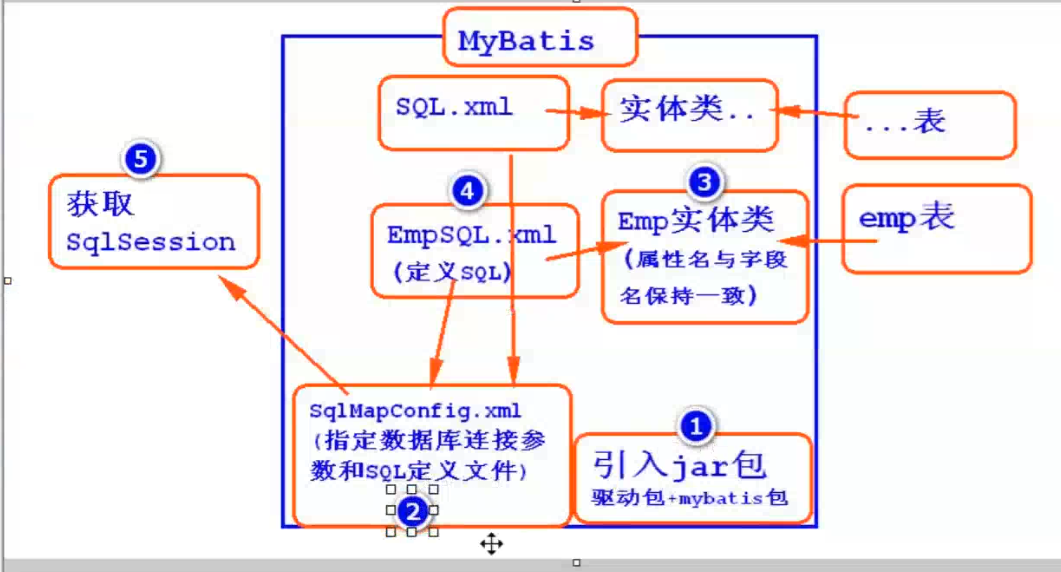 MyBatis
SQL.xml
实体类..
...表
5
获取
SqlSession
4
EmpSQL.xml
(定义SQL)
3
Emp实体类
(属性名与字段
名保持一致)
emp表
SqlMapConfig.xml
(指定数据库连接参
数和SQL定义文件)
2
1
引入jar包
驱动包+mybatis包